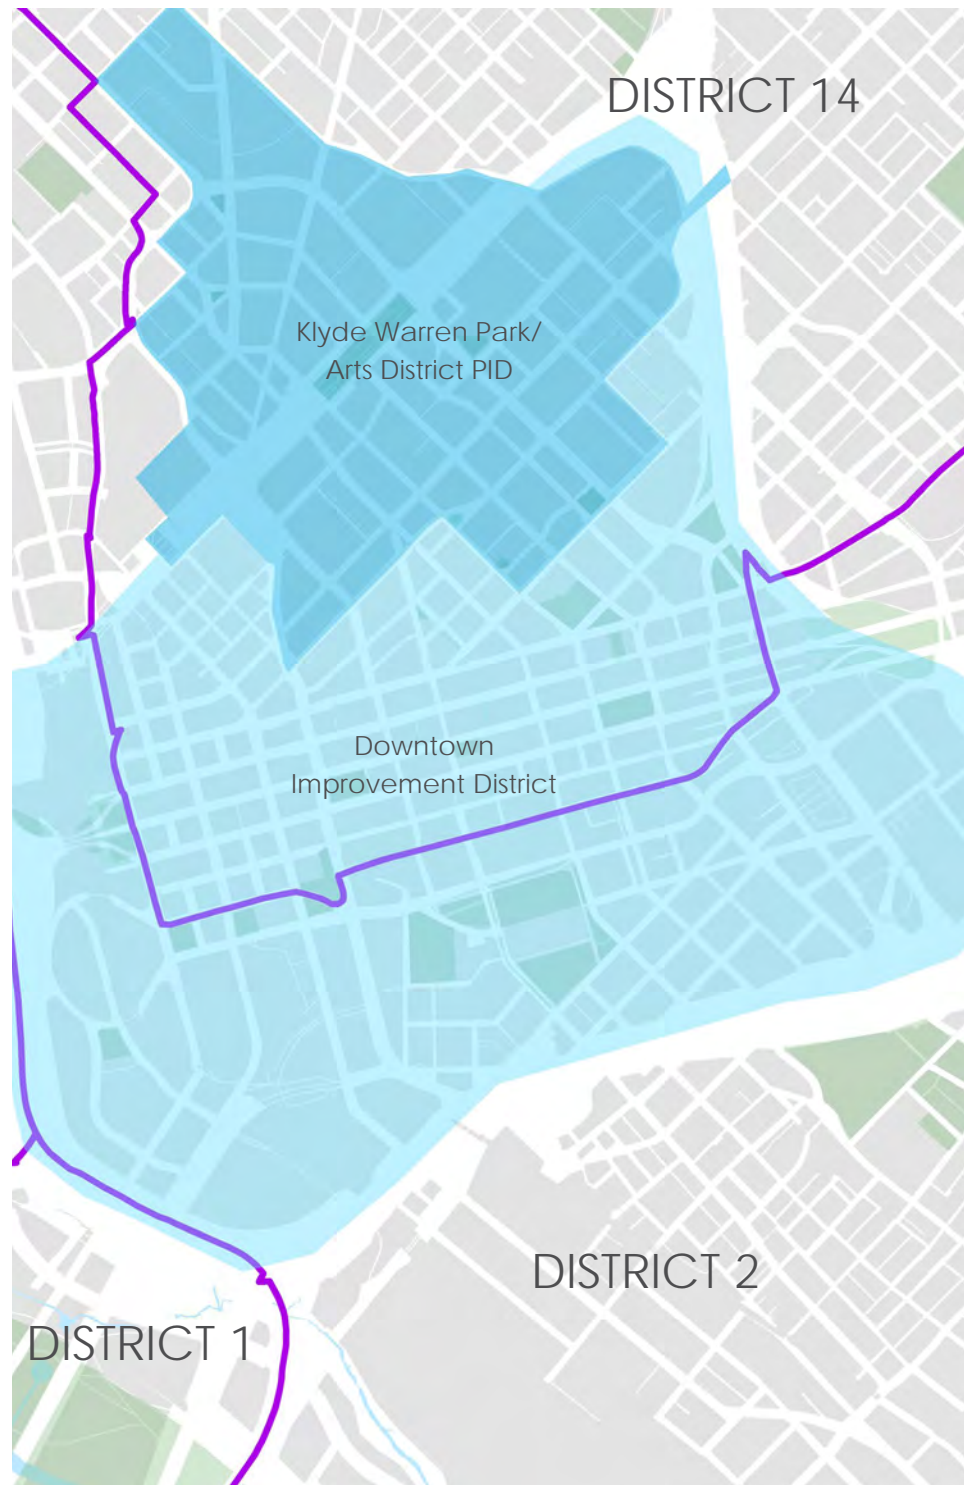 DISTRICT 14
Klyde Warren Park/
Arts District PID
Downtown
Improvement District
DISTRICT 2
DISTRICT 1